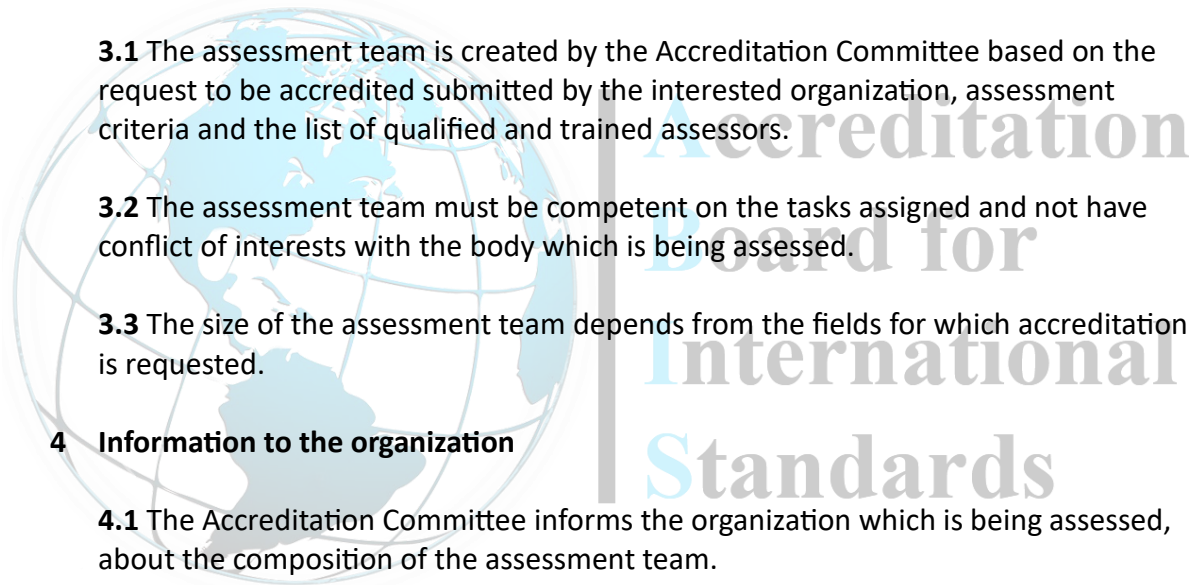 3.1 The assessment team is created by the Accreditation Committee based on the
request to be accredited submitted by the interested organization, assessment
criteria and the list of qualified and trained assessors.
3.2 The assessment team must be competent on the tasks assigned and not have
conflict of interests with the body which is being assessed.
3.3 The size of the assessment team depends from the fields for which accreditation
is requested.
4 Information to the organization
4.1 The Accreditation Committee informs the organization which is being assessed,
about the composition of the assessment team.
Accreditation
Board for
International
Standards